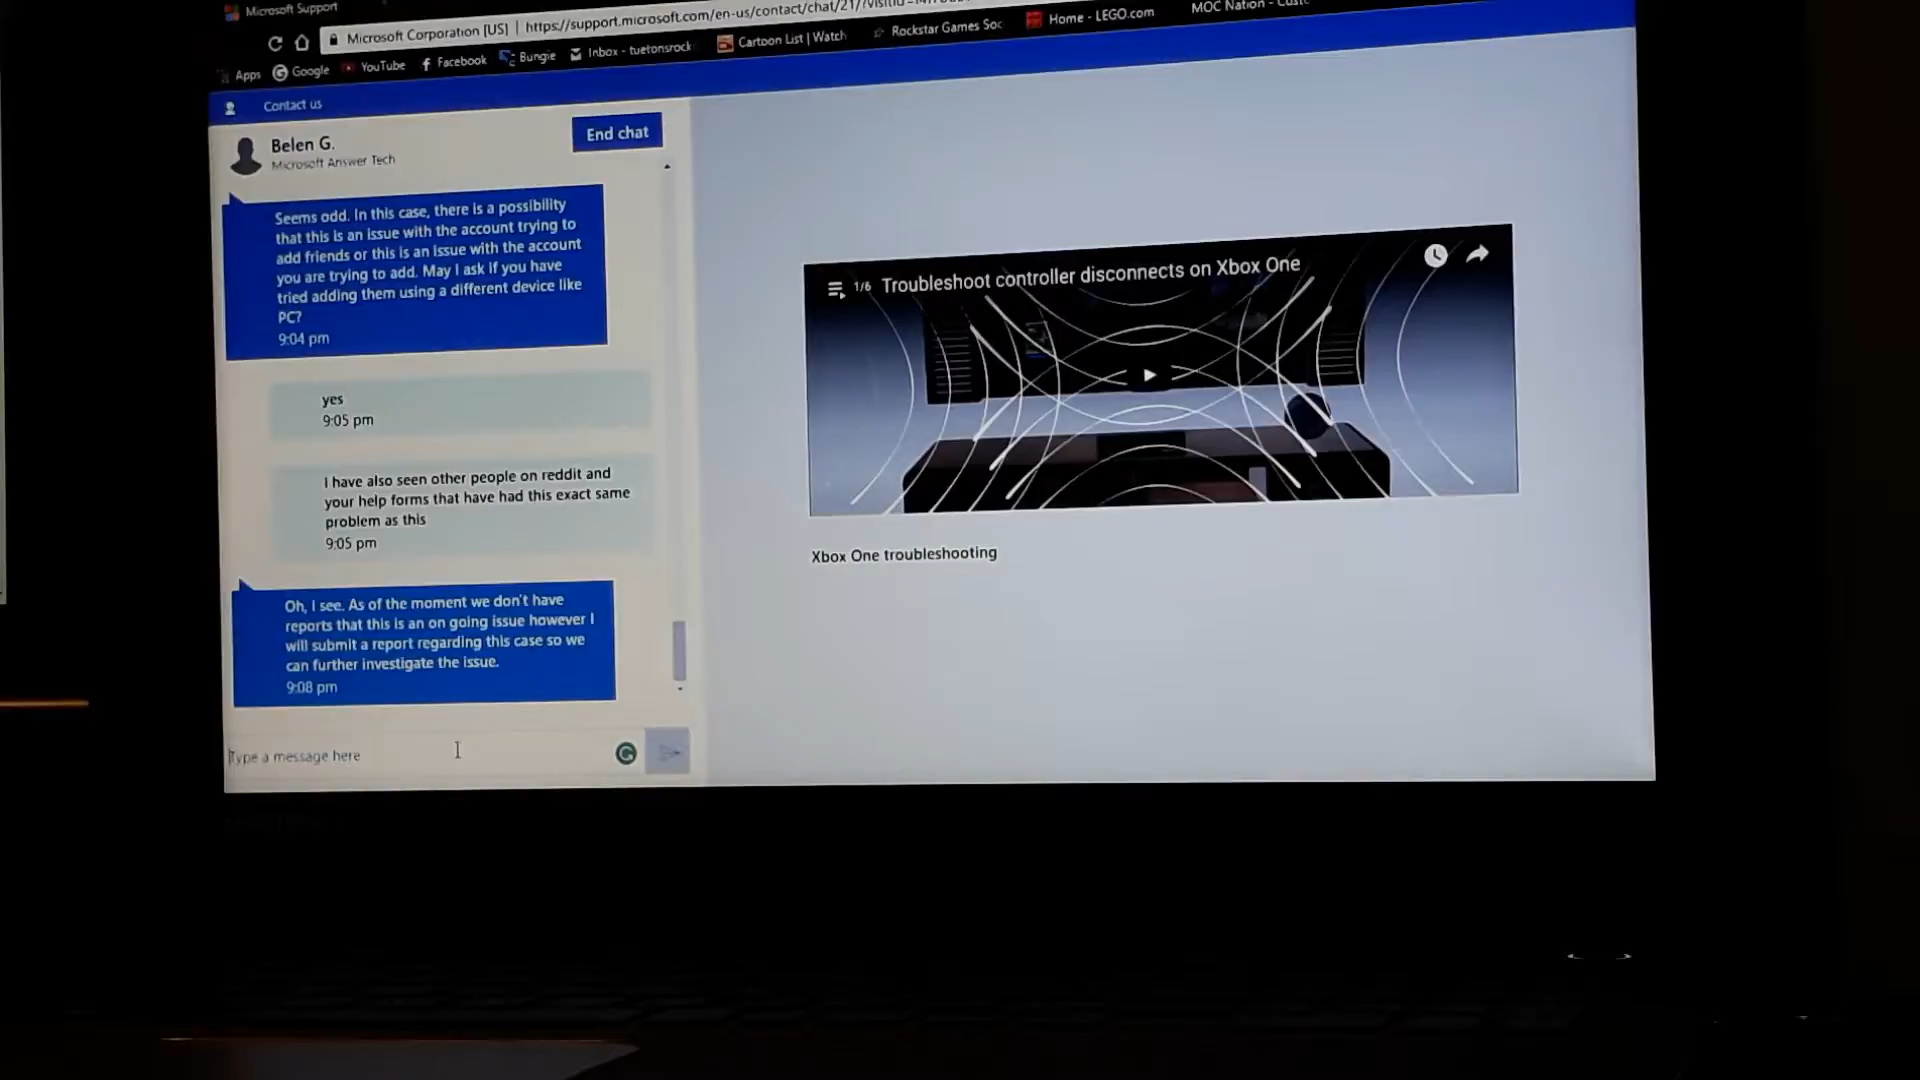 Microsoft Support
Microsoft Corporation [US] | https://support.microsoft.com/en-us/contact/chat/21/?visitid
Apps Google YouTube Facebook Bungie Inbox - tuetonsrock Cartoon List | Watch Rockstar Games Soc Home - LEGO.com MOC Nation -
Contact us
Belen G.
Microsoft Answer Tech
End chat
Seems odd. In this case, there is a possibility
that this is an issue with the account trying to
add friends or this is an issue with the account
you are trying to add. May I ask if you have
tried adding them using a different device like
PC?
9:04 pm
yes
9:05 pm
I have also seen other people on reddit and
your help forms that have had this exact same
problem as this
9:05 pm
Oh, I see. As of the moment we don't have
reports that this is an on going issue however I
will submit a report regarding this case so we
can further investigate the issue.
9:08 pm
Type a message here
1/6 Troubleshoot controller disconnects on Xbox One
Xbox One troubleshooting